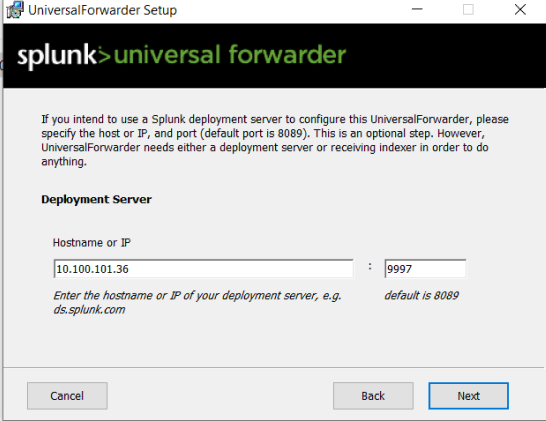 UniversalForwarder Setup
splunk>universal forwarder
If you intend to use a Splunk deployment server to configure this UniversalForwarder, please
specify the host or IP, and port (default port is 8089). This is an optional step. However,
UniversalForwarder needs either a deployment server or receiving indexer in order to do
anything.
Deployment Server
Hostname or IP
10.100.101.36 : 9997
Enter the hostname or IP of your deployment server, e.g. default is 8089
ds.splunk.com
Cancel Back Next